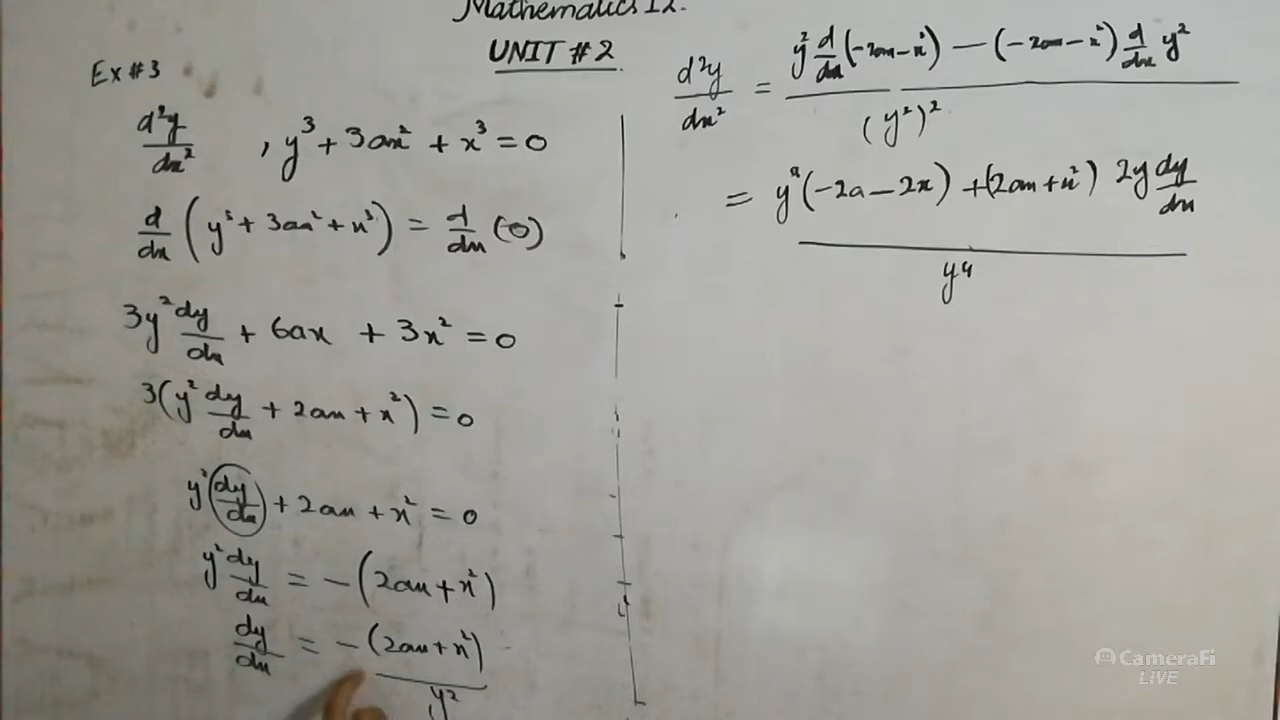 Mathematics 12.
UNIT # 2
Ex # 3
d²y/dx² , y³ + 3ax² + x³ = 0
d/dx (y³ + 3ax² + x³) = d/dx (0)
3y² dy/dx + 6ax + 3x² = 0
3(y² dy/dx + 2ax + x²) = 0
y² (dy/dx) + 2ax + x² = 0
y² dy/dx = - (2ax + x²)
dy/dx = - (2ax + x²) / y²
d²y/dx² = y² d/dx (-2ax - x²) - (-2ax - x²) d/dx y² / (y²)²
= y² (-2a - 2x) + (2ax + x²) 2y dy/dx / y⁴
CameraFi
LIVE